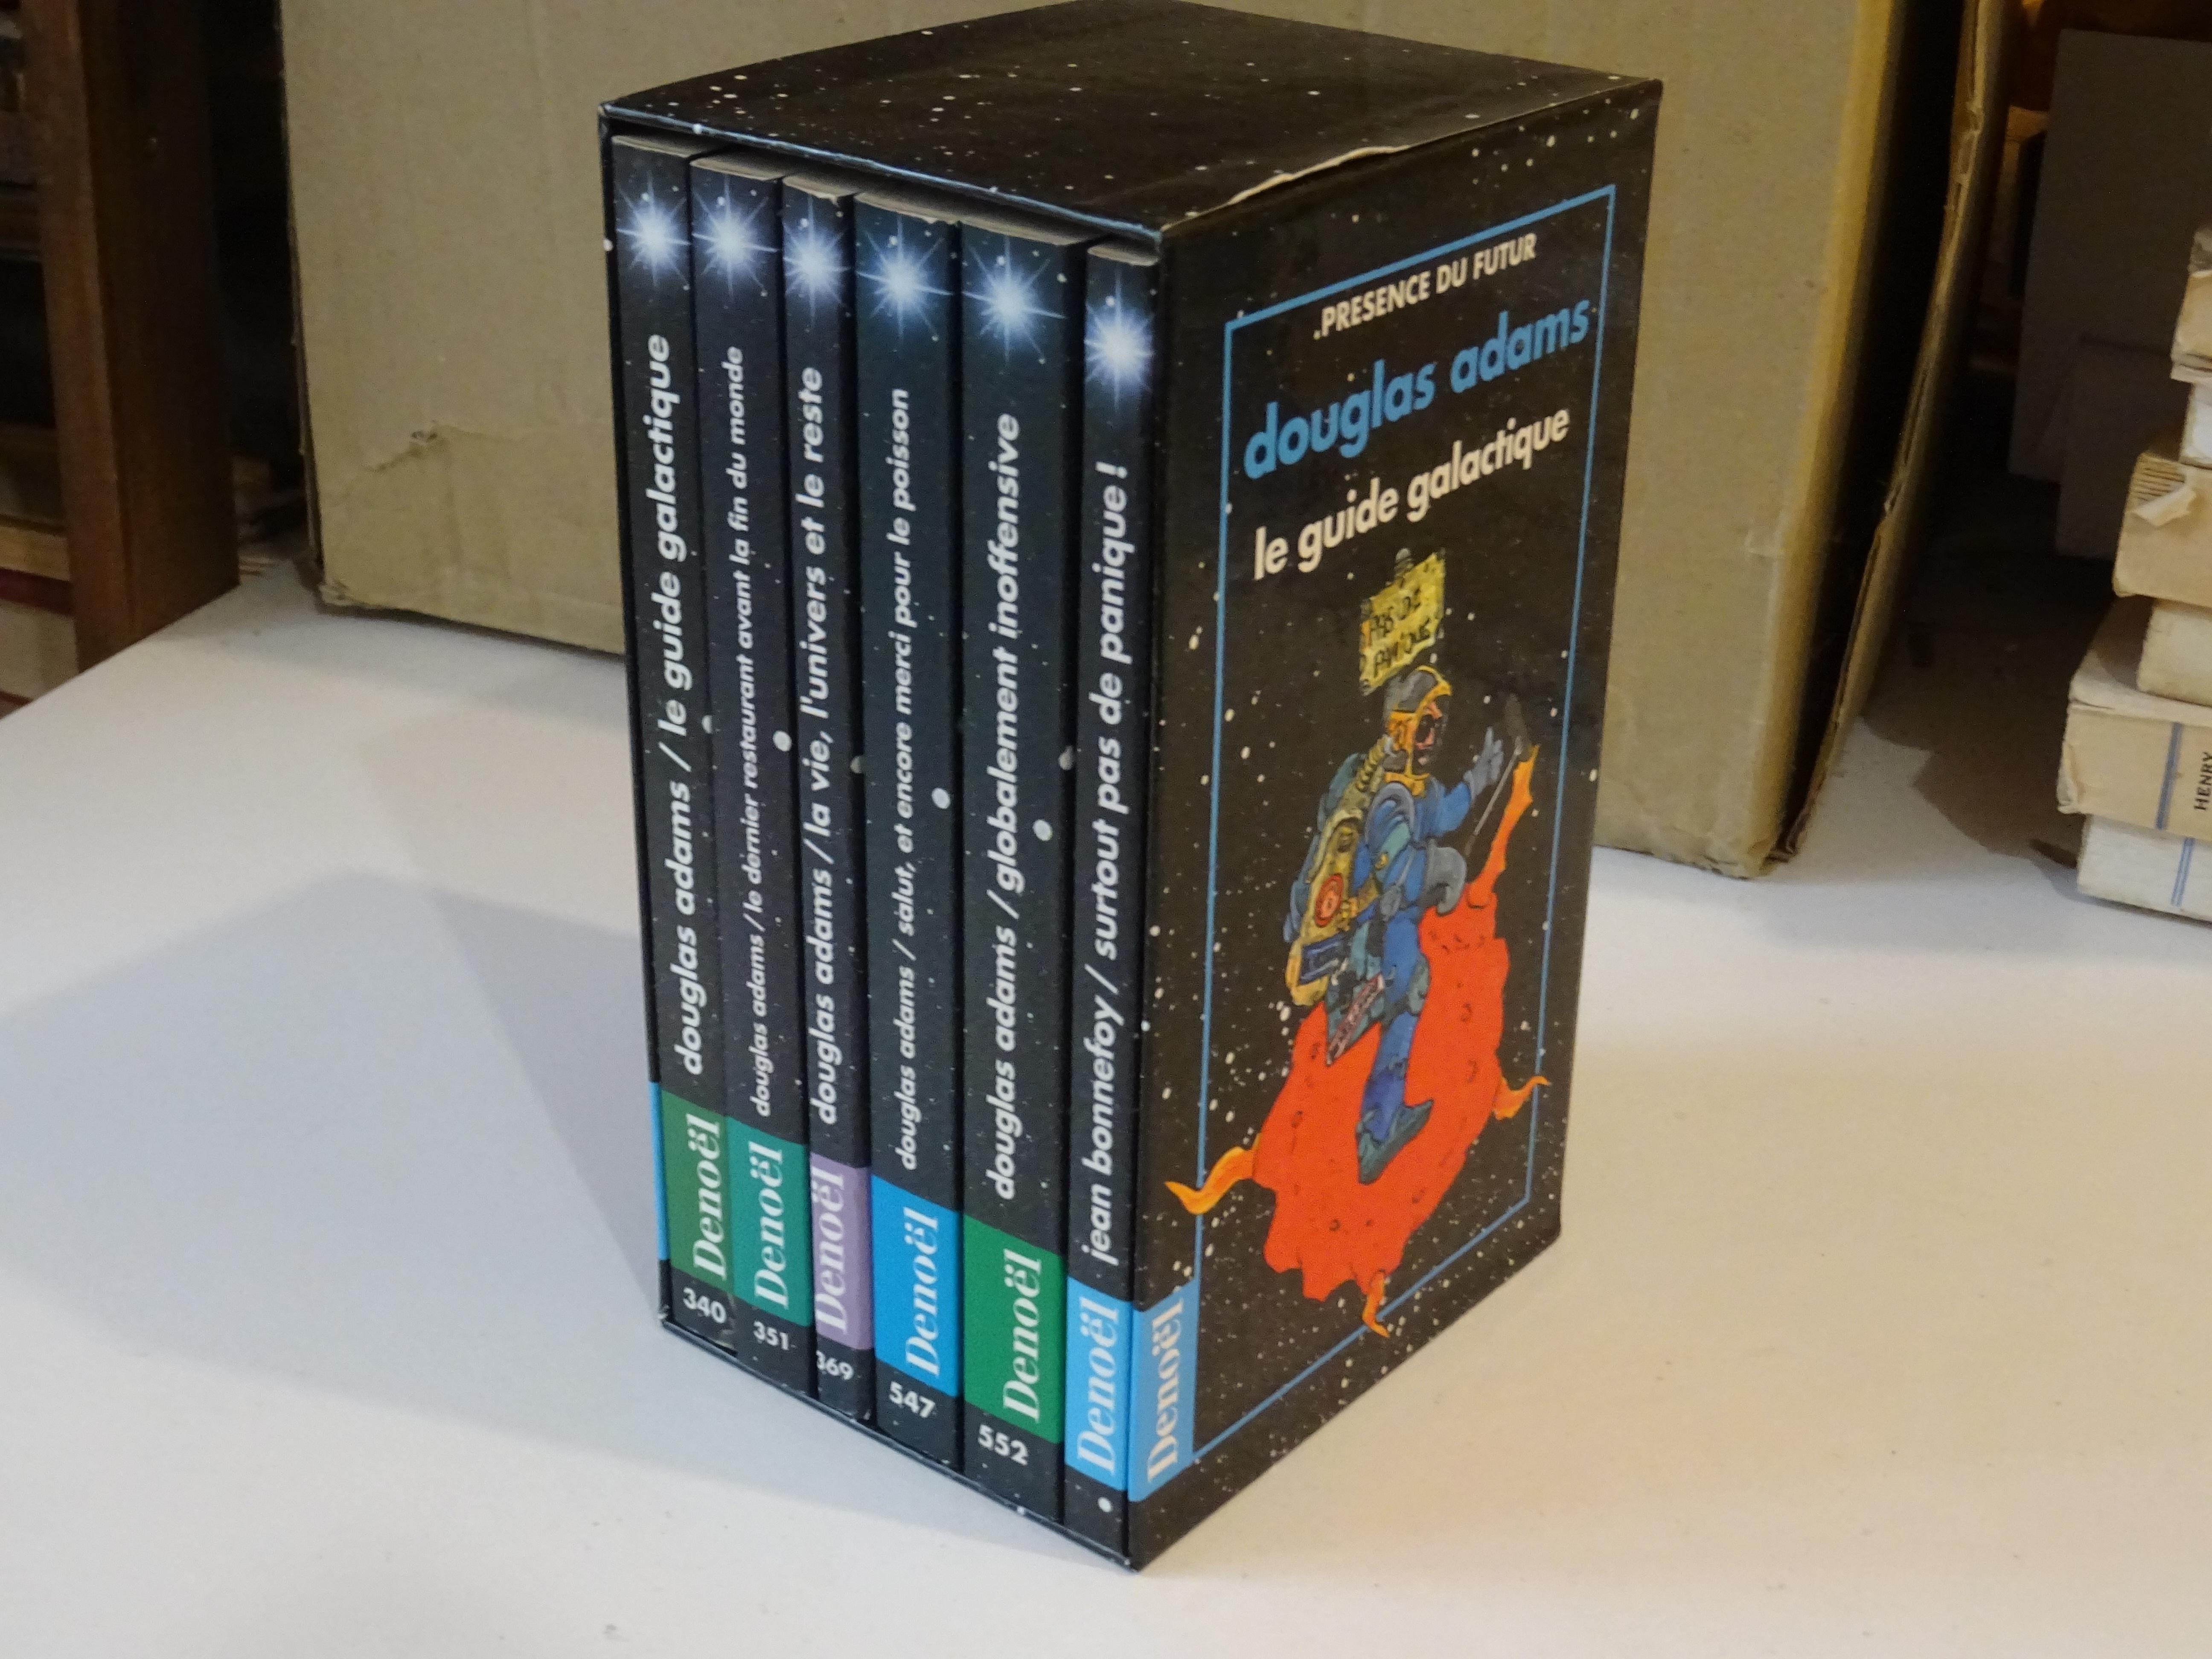 douglas adams / le guide galactique
Denoël
340
douglas adams / le dernier restaurant avant la fin du monde
Denoël
351
douglas adams / la vie, l'univers et le reste
Denoël
369
douglas adams / salut, et encore merci pour le poisson
Denoël
547
douglas adams / globalement inoffensive
Denoël
552
jean bonnefoy / surtout pas de panique !
Denoël
PRESENCE DU FUTUR
douglas adams
le guide galactique
PAS DE
PANIQUE
Denoël
HENRY